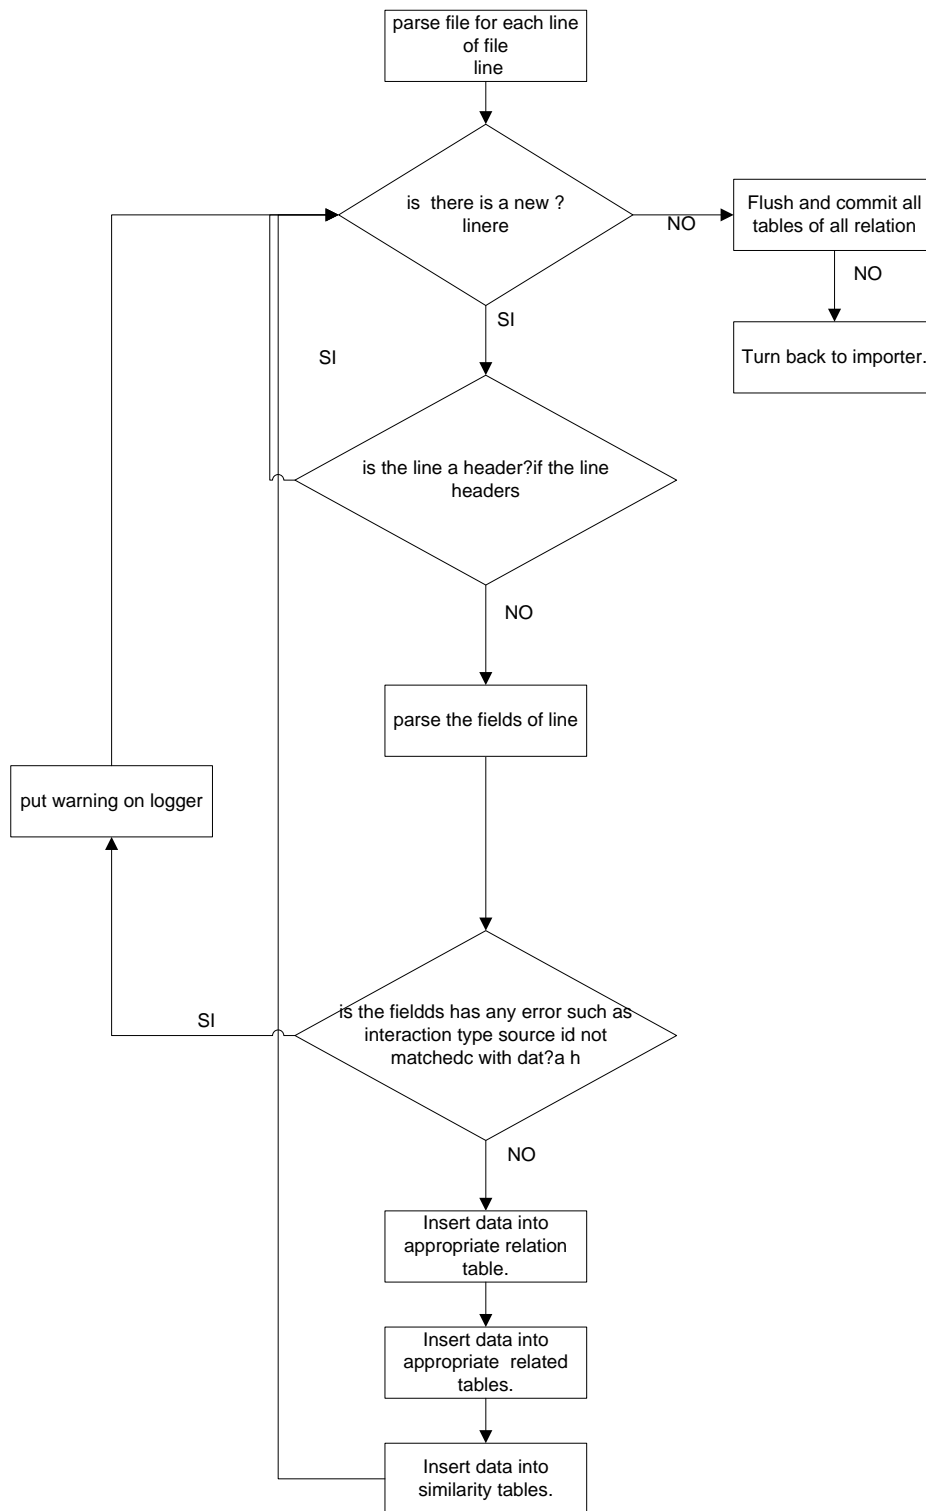 parse file for each line
of file
line
is there is a new ?
linere
NO
Flush and commit all
tables of all relation
NO
Turn back to importer.
SI
SI
is the line a header?if the line
headers
NO
parse the fields of line
put warning on logger
SI
is the fieldds has any error such as
interaction type source id not
matchedc with dat?a h
NO
Insert data into
appropriate relation
table.
Insert data into
appropriate related
tables.
Insert data into
similarity tables.